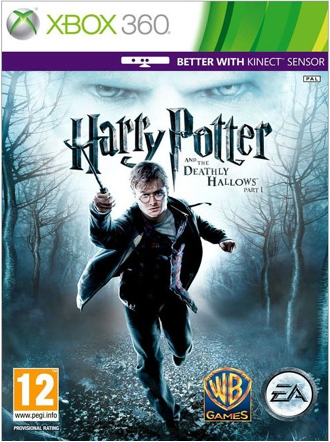 XBOX 360
BETTER WITH KINECT SENSOR
PAL
Harry Potter
AND THE
DEATHLY
HALLOWS
PART 1
12
www.pegi.info
PROVISIONAL RATING
WB
GAMES
EA